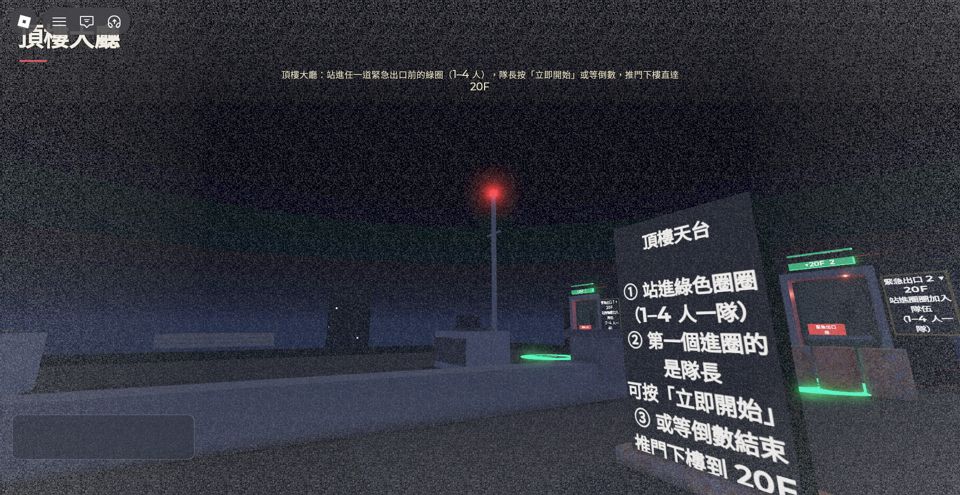 頂樓大廳
頂樓大廳：站進任一道緊急出口前的綠圈（1–4 人），隊長按「立即開始」或等倒數，推門下樓直達
20F
頂樓天台
① 站進綠色圈圈
（1–4 人一隊）
② 第一個進圈的
是隊長
可按「立即開始」
③ 或等倒數結束
推門下樓到 20F
20F 2
緊急出口
緊急出口 2 ▼
20F
站進圈圈加入
隊伍
（1–4 人一
隊）